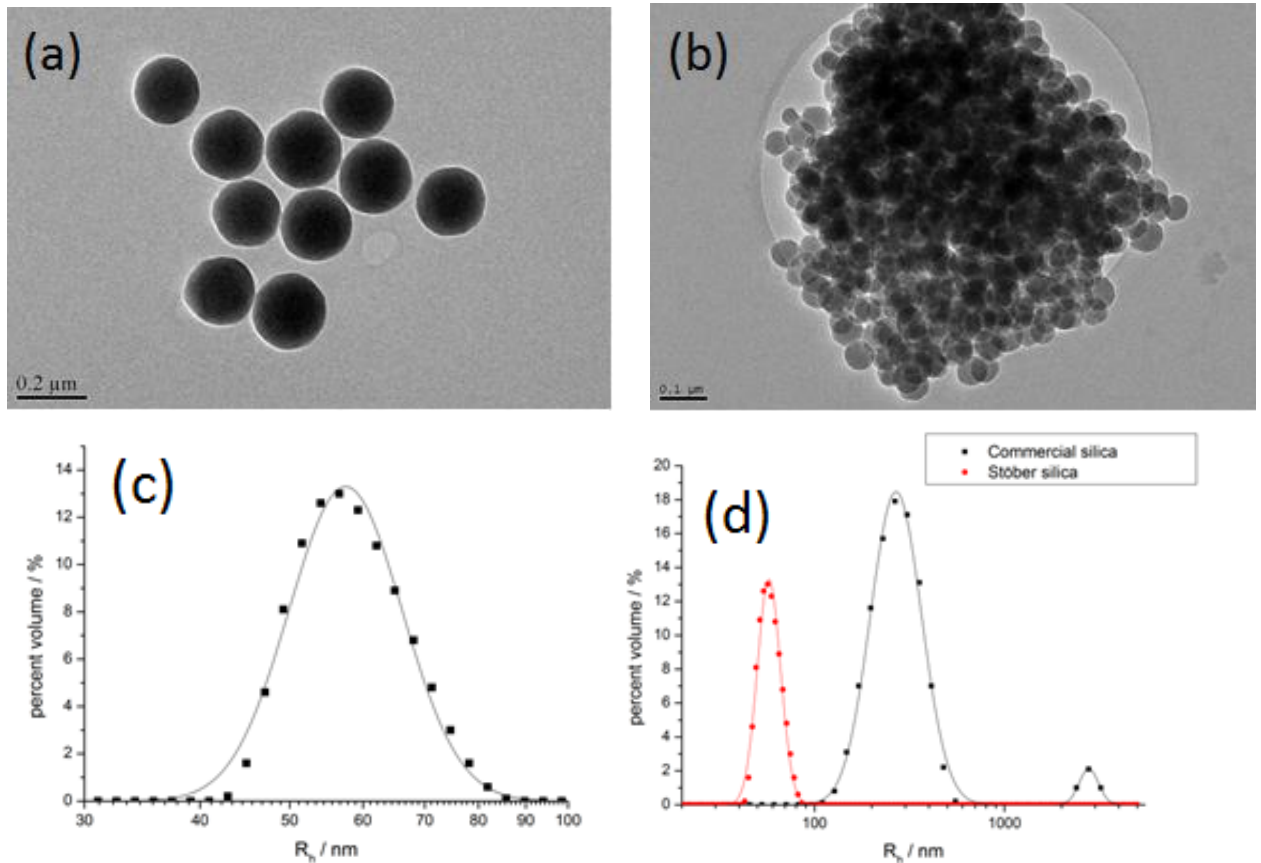 (a)
0.2 µm
(b)
0.1 µm
(c)
14
12
10
8
6
4
2
0
percent volume / %
30 40 50 60 70 80 90 100
R_h / nm
Commercial silica
Stöber silica
(d)
20
18
16
14
12
10
8
6
4
2
0
percent volume / %
100 1000
R_h / nm